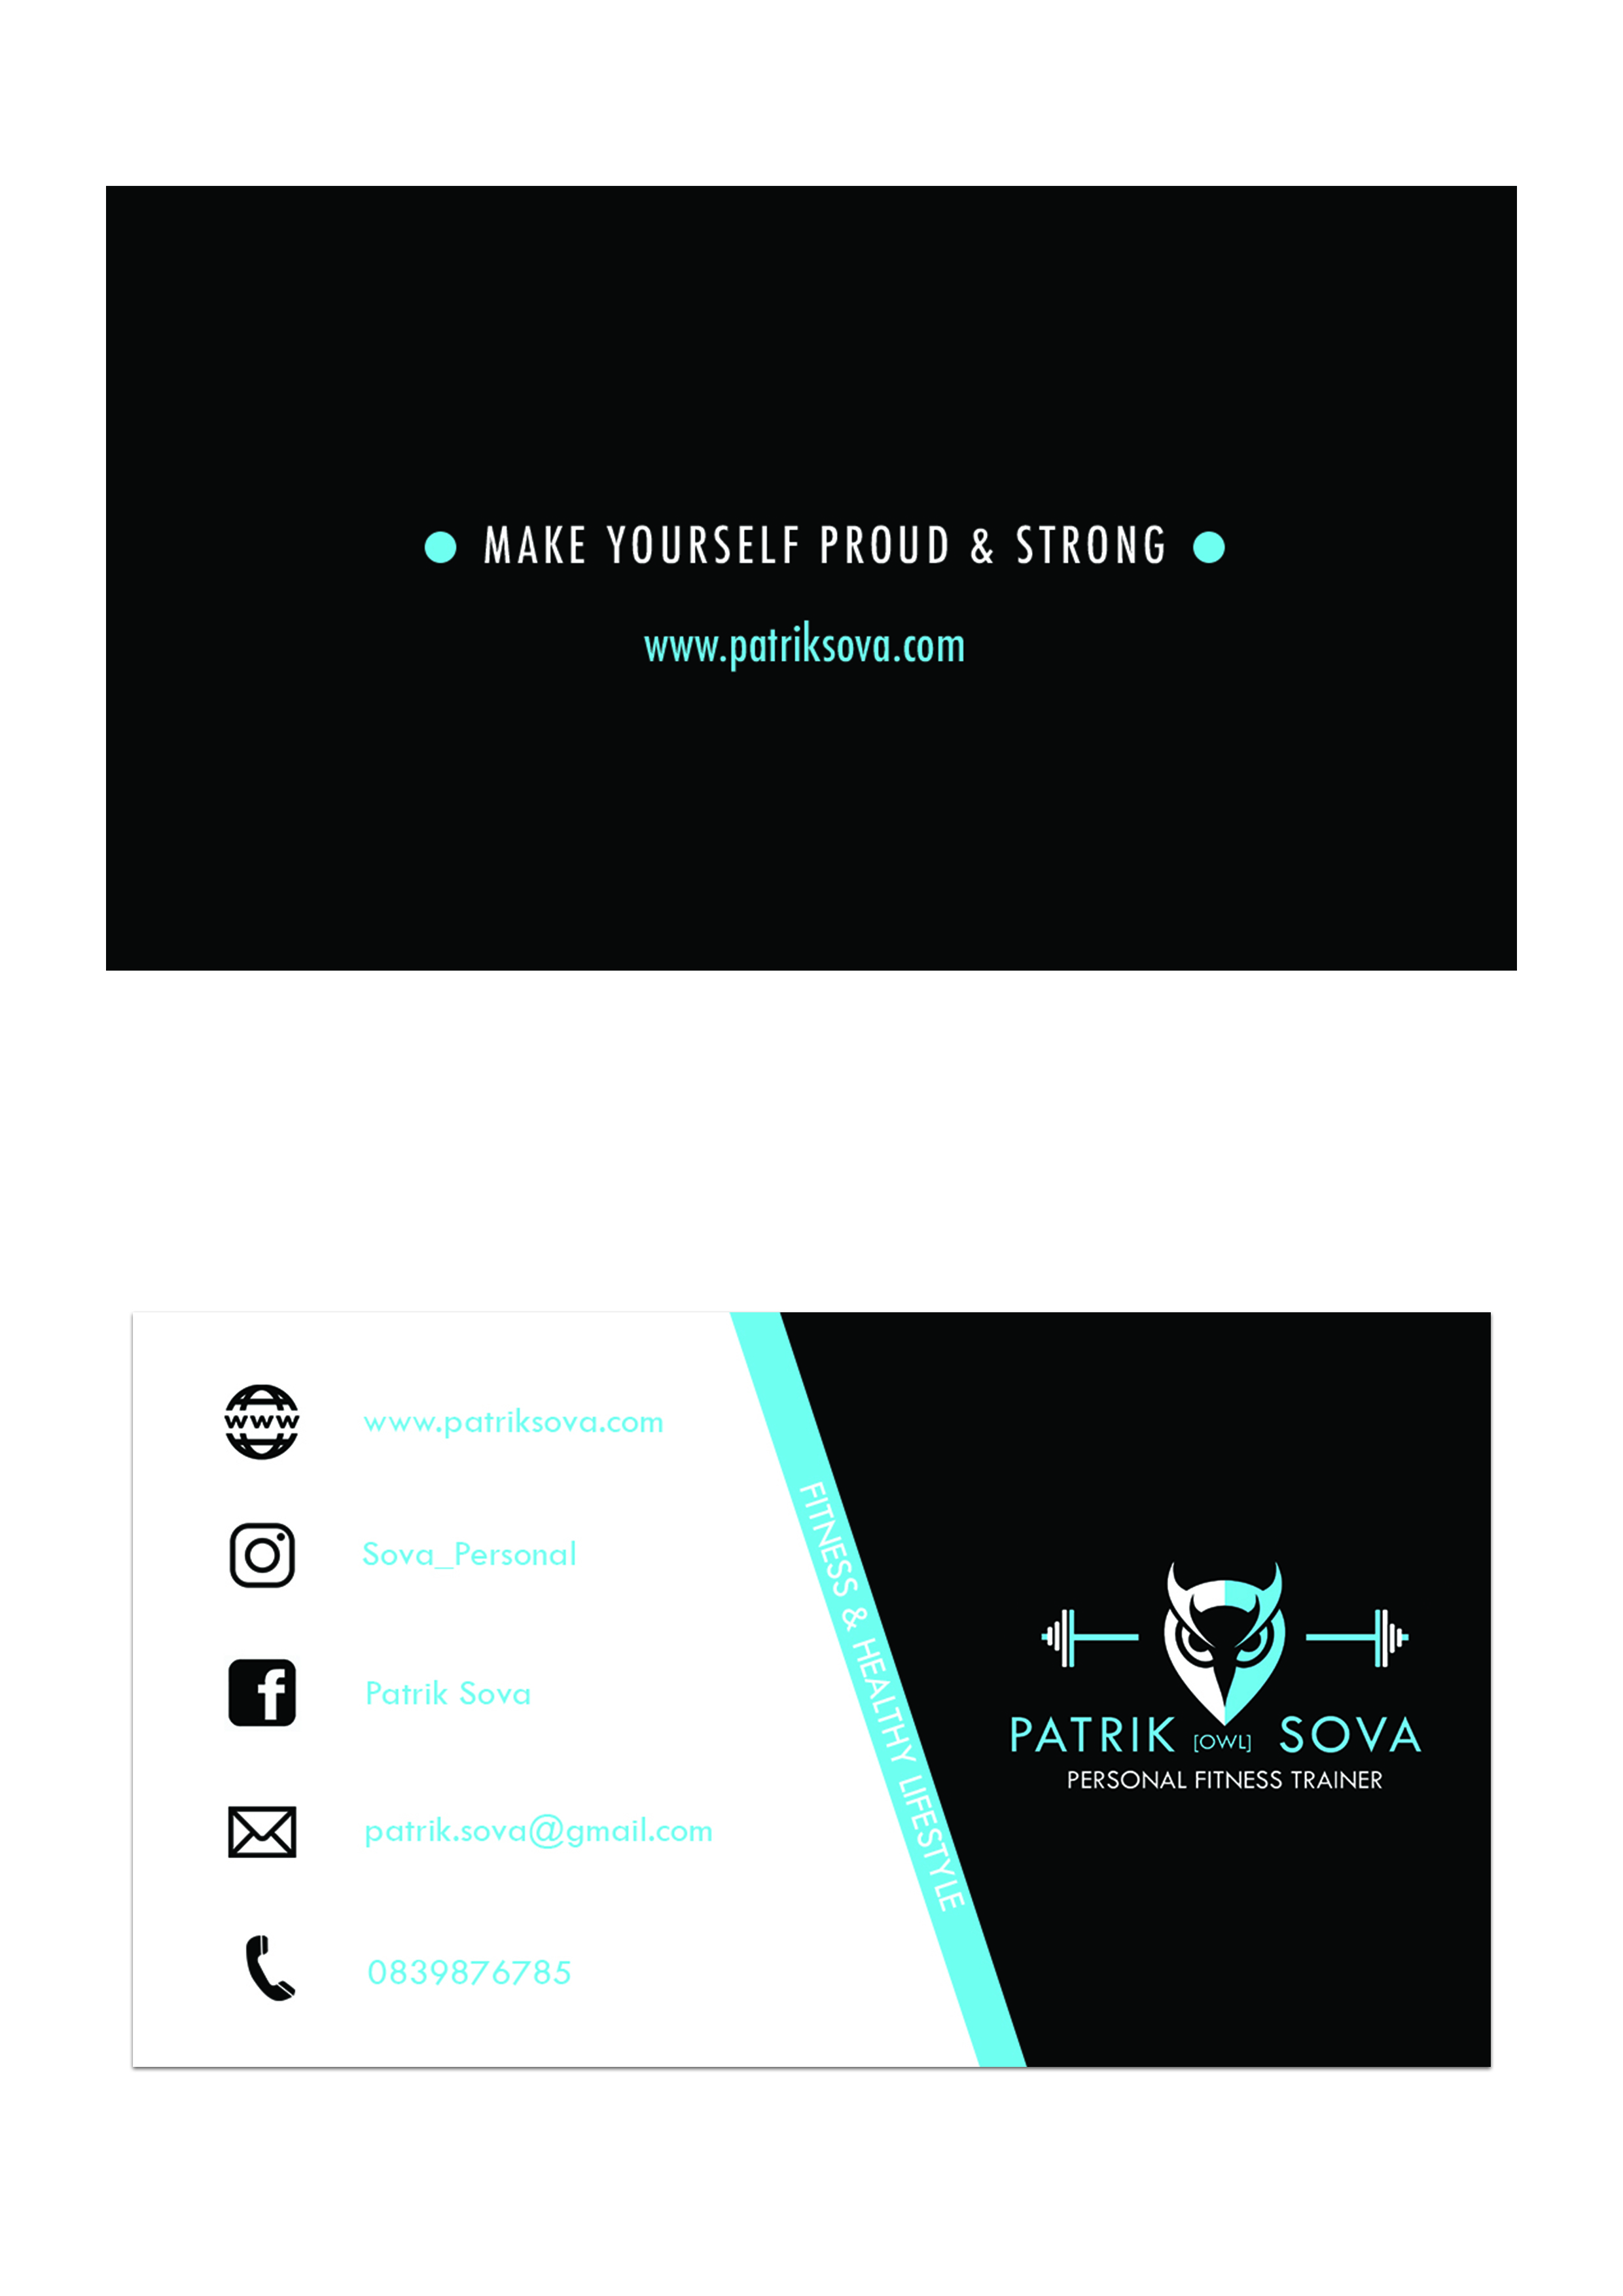 MAKE YOURSELF PROUD & STRONG
www.patriksova.com
www
www.patriksova.com
Sova_Personal
f
Patrik Sova
patrik.sova@gmail.com
0839876785
FITNESS & HEALTHY LIFESTYLE
PATRIK [OWL] SOVA
PERSONAL FITNESS TRAINER